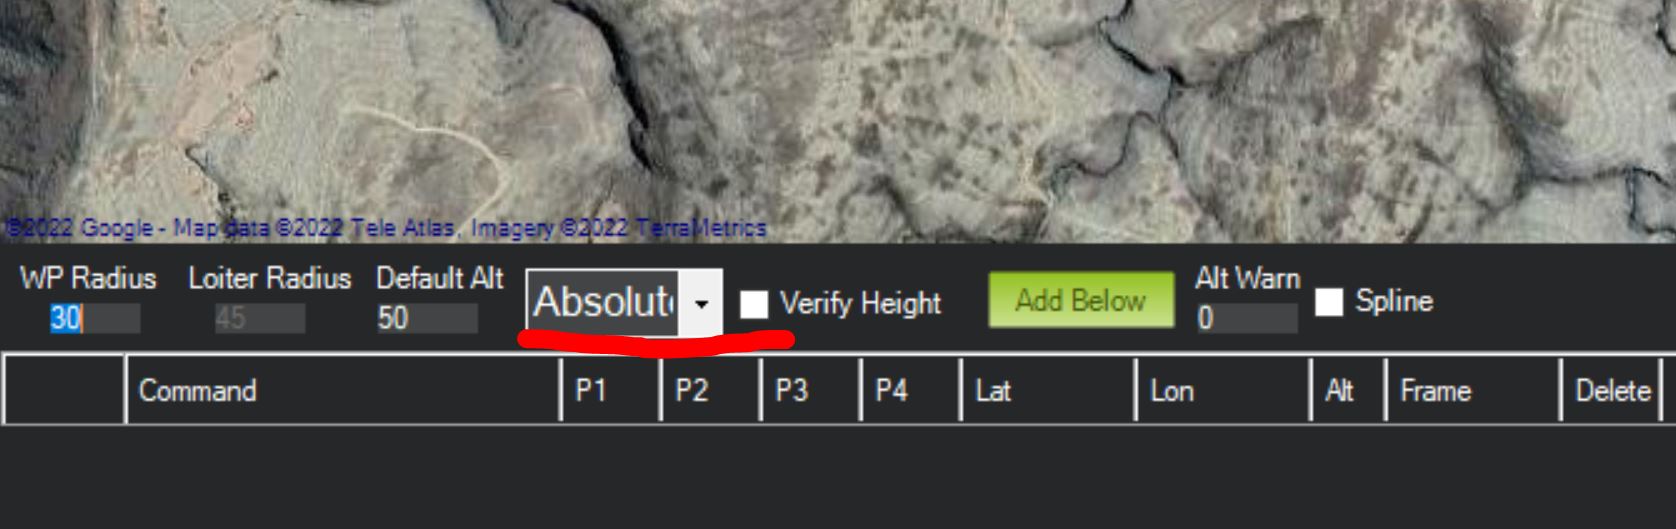 ©2022 Google - Map data ©2022 Tele Atlas, Imagery ©2022 TerraMetrics
WP Radius Loiter Radius Default Alt Alt Warn
30 45 50 Absolut Verify Height Add Below 0 Spline
Command P1 P2 P3 P4 Lat Lon Alt Frame Delete